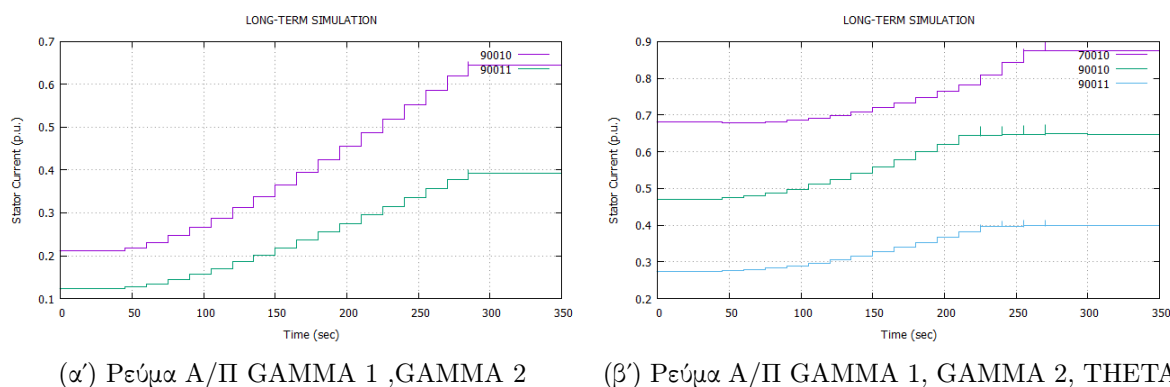 LONG-TERM SIMULATION
0.7
0.6
0.5
0.4
0.3
0.2
0.1
Stator Current (p.u.)
90010
90011
0 50 100 150 200 250 300 350
Time (sec)
(αʹ) Ρεύμα Α/Π GAMMA 1 ,GAMMA 2
LONG-TERM SIMULATION
0.9
0.8
0.7
0.6
0.5
0.4
0.3
0.2
Stator Current (p.u.)
70010
90010
90011
0 50 100 150 200 250 300 350
Time (sec)
(βʹ) Ρεύμα Α/Π GAMMA 1, GAMMA 2, THETA